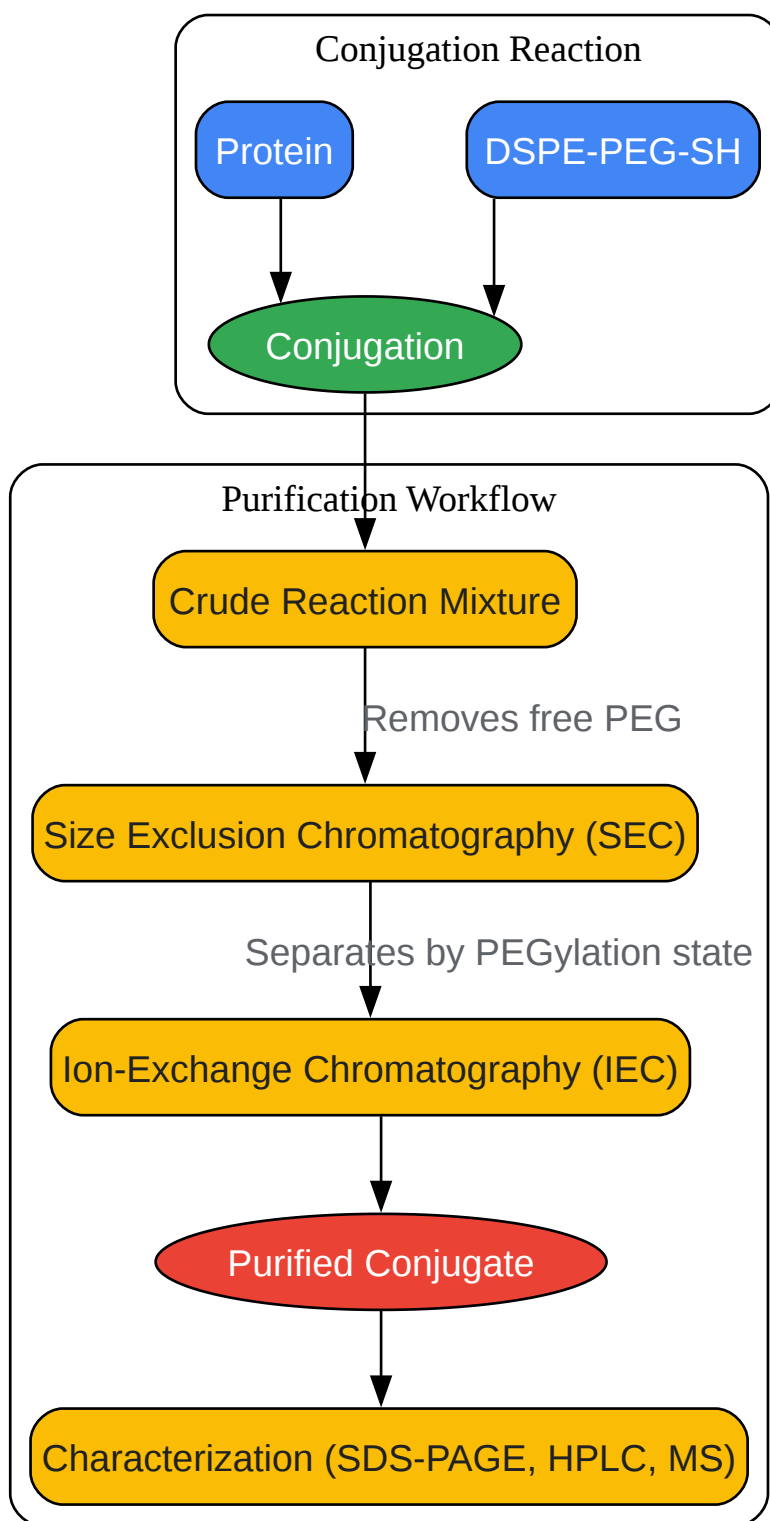 Conjugation Reaction
Protein
DSPE-PEG-SH
Conjugation
Purification Workflow
Crude Reaction Mixture
Removes free PEG
Size Exclusion Chromatography (SEC)
Separates by PEGylation state
Ion-Exchange Chromatography (IEC)
Purified Conjugate
Characterization (SDS-PAGE, HPLC, MS)